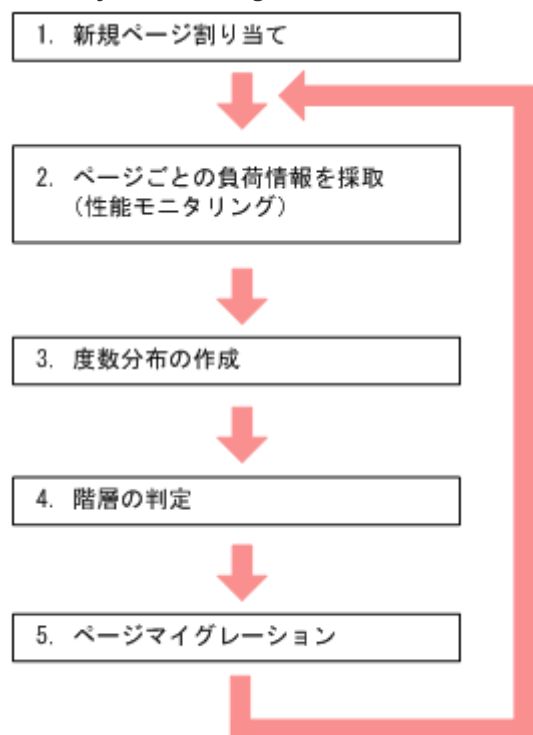 1. 新規ページ割り当て
2. ページごとの負荷情報を採取
(性能モニタリング)
3. 度数分布の作成
4. 階層の判定
5. ページマイグレーション